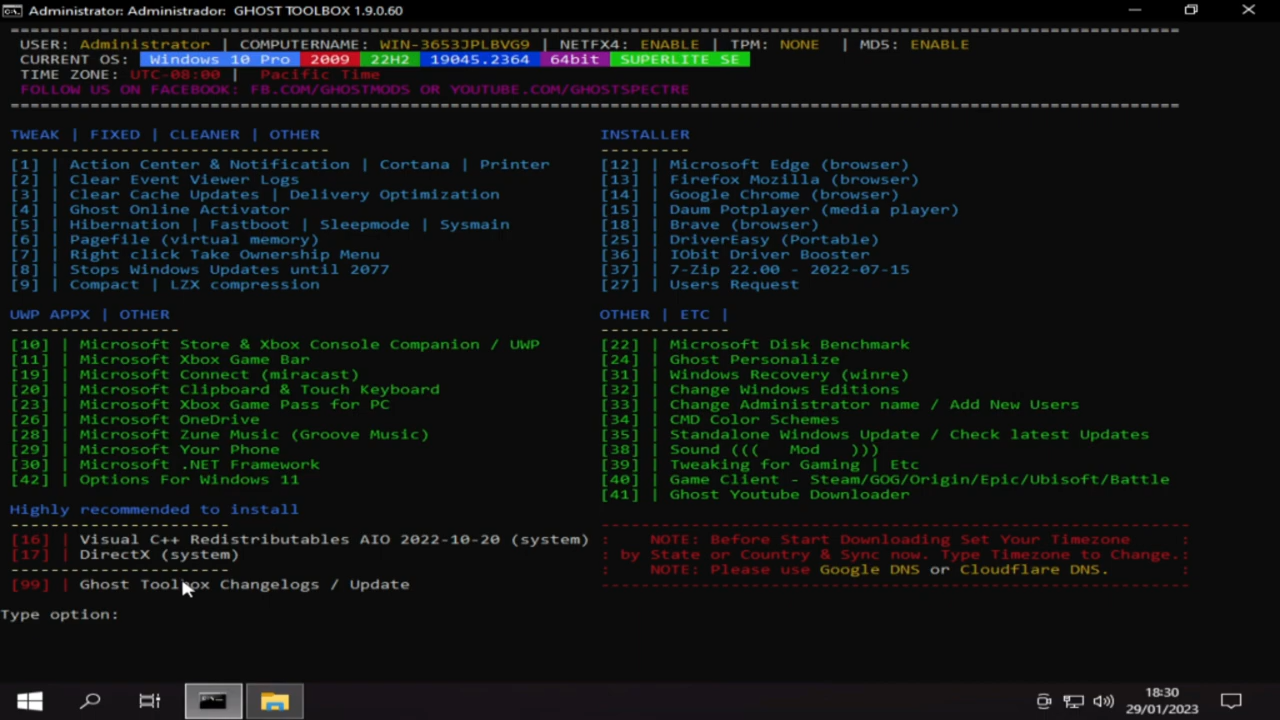 Administrator: Administrador: GHOST TOOLBOX 1.9.0.60
USER: Administrator | COMPUTERNAME: WIN-3653JPLBVG9 | NETFX4: ENABLE | TPM: NONE | MD5: ENABLE
CURRENT OS: Windows 10 Pro 2009 22H2 19045.2364 64bit SUPERLITE SE
TIME ZONE: UTC-08:00 | Pacific Time
FOLLOW US ON FACEBOOK: FB.COM/GHOSTMODS OR YOUTUBE.COM/GHOSTSPECTRE
TWEAK | FIXED | CLEANER | OTHER
[1] | Action Center & Notification | Cortana | Printer
[2] | Clear Event Viewer Logs
[3] | Clear Cache Updates | Delivery Optimization
[4] | Ghost Online Activator
[5] | Hibernation | Fastboot | Sleepmode | Sysmain
[6] | Pagefile (virtual memory)
[7] | Right click Take Ownership Menu
[8] | Stops Windows Updates until 2077
[9] | Compact | LZX compression
INSTALLER
[12] | Microsoft Edge (browser)
[13] | Firefox Mozilla (browser)
[14] | Google Chrome (browser)
[15] | Daum Potplayer (media player)
[18] | Brave (browser)
[25] | DriverEasy (Portable)
[36] | IObit Driver Booster
[37] | 7-Zip 22.00 - 2022-07-15
[27] | Users Request
UWP APPX | OTHER
[10] | Microsoft Store & Xbox Console Companion / UWP
[11] | Microsoft Xbox Game Bar
[19] | Microsoft Connect (miracast)
[20] | Microsoft Clipboard & Touch Keyboard
[23] | Microsoft Xbox Game Pass for PC
[26] | Microsoft OneDrive
[28] | Microsoft Zune Music (Groove Music)
[29] | Microsoft Your Phone
[30] | Microsoft .NET Framework
[42] | Options For Windows 11
OTHER | ETC |
[22] | Microsoft Disk Benchmark
[24] | Ghost Personalize
[31] | Windows Recovery (winre)
[32] | Change Windows Editions
[33] | Change Administrator name / Add New Users
[34] | CMD Color Schemes
[35] | Standalone Windows Update / Check latest Updates
[38] | Sound ((( Mod )))
[39] | Tweaking for Gaming | Etc
[40] | Game Client - Steam/GOG/Origin/Epic/Ubisoft/Battle
[41] | Ghost Youtube Downloader
Highly recommended to install
[16] | Visual C++ Redistributables AIO 2022-10-20 (system)
[17] | DirectX (system)
[99] | Ghost Toolbox Changelogs / Update
: NOTE: Before Start Downloading Set Your Timezone :
: by State or Country & Sync now. Type Timezone to Change.:
: NOTE: Please use Google DNS or Cloudflare DNS. :
Type option:
18:30
29/01/2023